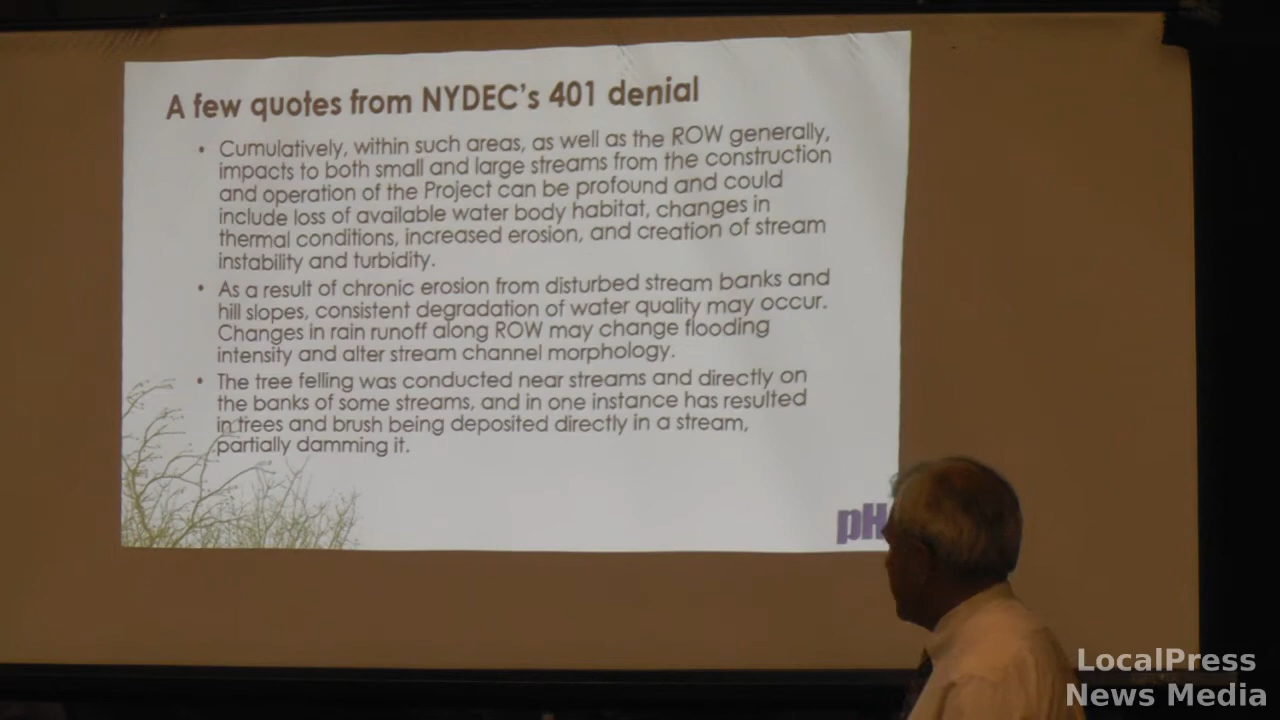 A few quotes from NYDEC's 401 denial
• Cumulatively, within such areas, as well as the ROW generally,
impacts to both small and large streams from the construction
and operation of the Project can be profound and could
include loss of available water body habitat, changes in
thermal conditions, increased erosion, and creation of stream
instability and turbidity.
• As a result of chronic erosion from disturbed stream banks and
hill slopes, consistent degradation of water quality may occur.
Changes in rain runoff along ROW may change flooding
intensity and alter stream channel morphology.
• The tree felling was conducted near streams and directly on
the banks of some streams, and in one instance has resulted
in trees and brush being deposited directly in a stream,
partially damming it.
pH
LocalPress
News Media